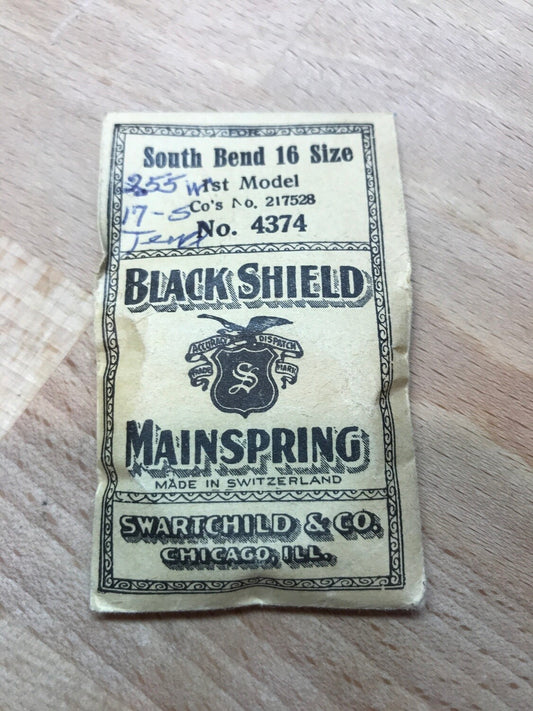 South Bend 16 Size
1st Model
Co's No. 217528
No. 4374
255 W
17-5
BLACK SHIELD
ACCURACY DISPATCH
TRADE MARK
S
MAINSPRING
MADE IN SWITZERLAND
SWARTCHILD & CO.
CHICAGO, ILL.